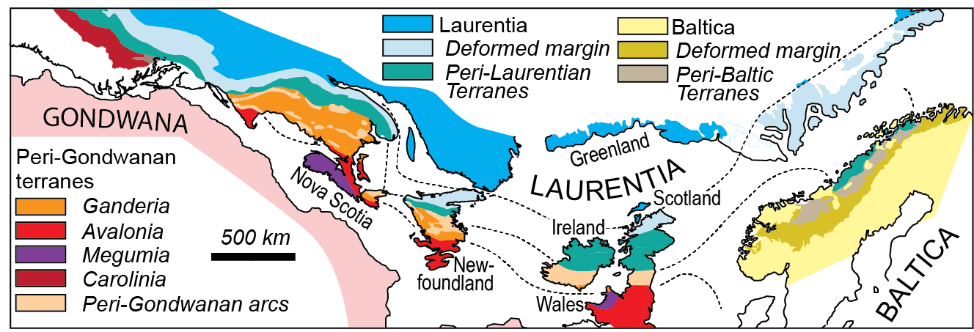 Laurentia
Deformed margin
Peri-Laurentian
Terranes
Baltica
Deformed margin
Peri-Baltic
Terranes
GONDWANA
Greenland
LAURENTIA
Peri-Gondwanan
terranes
Ganderia
Avalonia
Megumia
Carolinia
Peri-Gondwanan arcs
500 km
Nova Scotia
New-
foundland
Ireland
Scotland
Wales
BALTICA